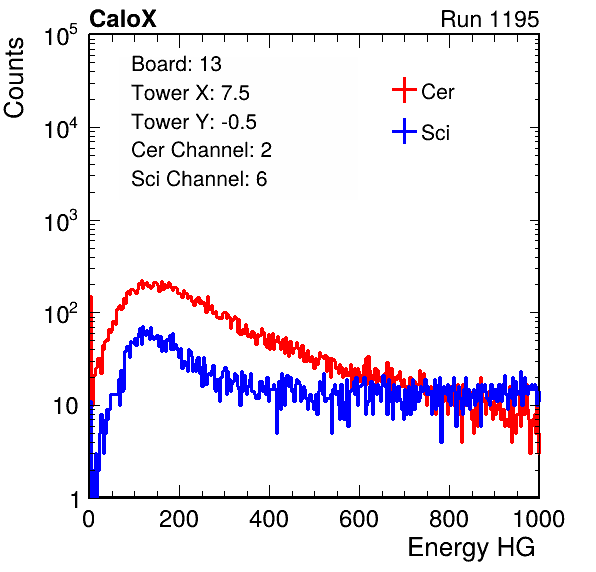 CaloX Run 1195
Counts
10^5
10^4
10^3
10^2
10
1
Board: 13
Tower X: 7.5
Tower Y: -0.5
Cer Channel: 2
Sci Channel: 6
Cer
Sci
0 200 400 600 800 1000
Energy HG